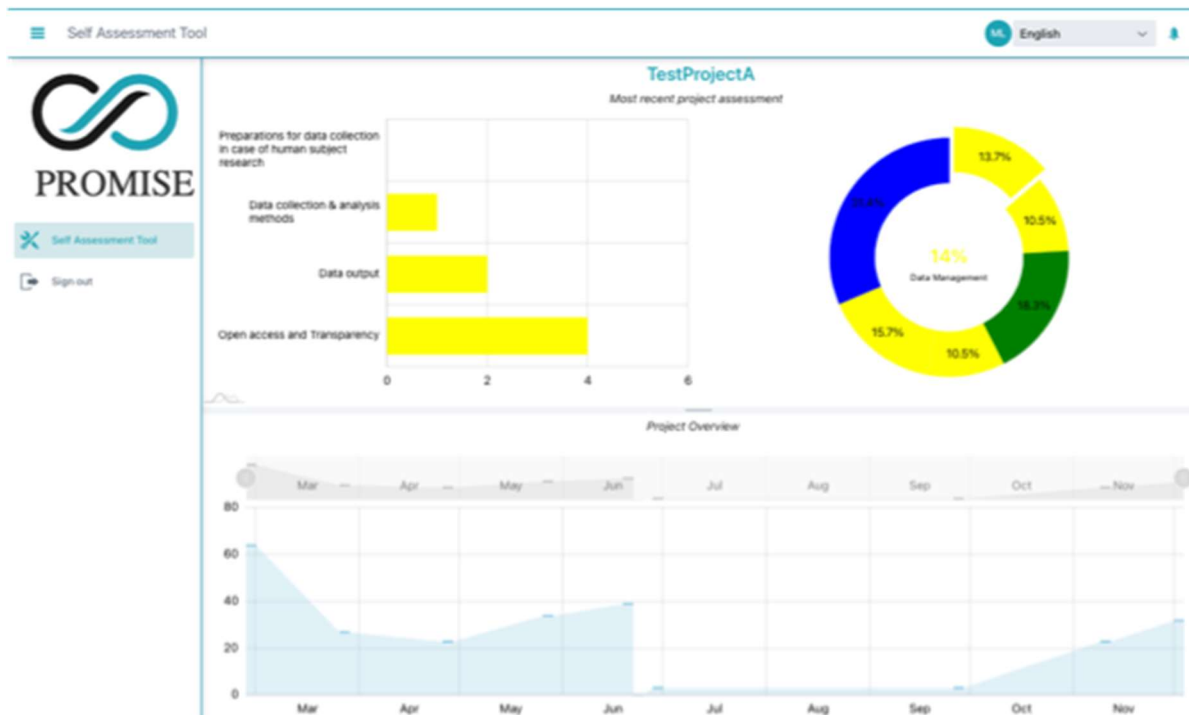 Self Assessment Tool
ML
English
PROMISE
Self Assessment Tool
Sign out
TestProjectA
Most recent project assessment
Preparations for data collection
in case of human subject
research
Data collection & analysis
methods
Data output
Open access and Transparency
0 2 4 6
13.7%
10.5%
18.3%
10.5%
15.7%
14%
Data Management
Project Overview
Mar Apr May Jun Jul Aug Sep Oct Nov
80
60
40
20
0
Mar Apr May Jun Jul Aug Sep Oct Nov